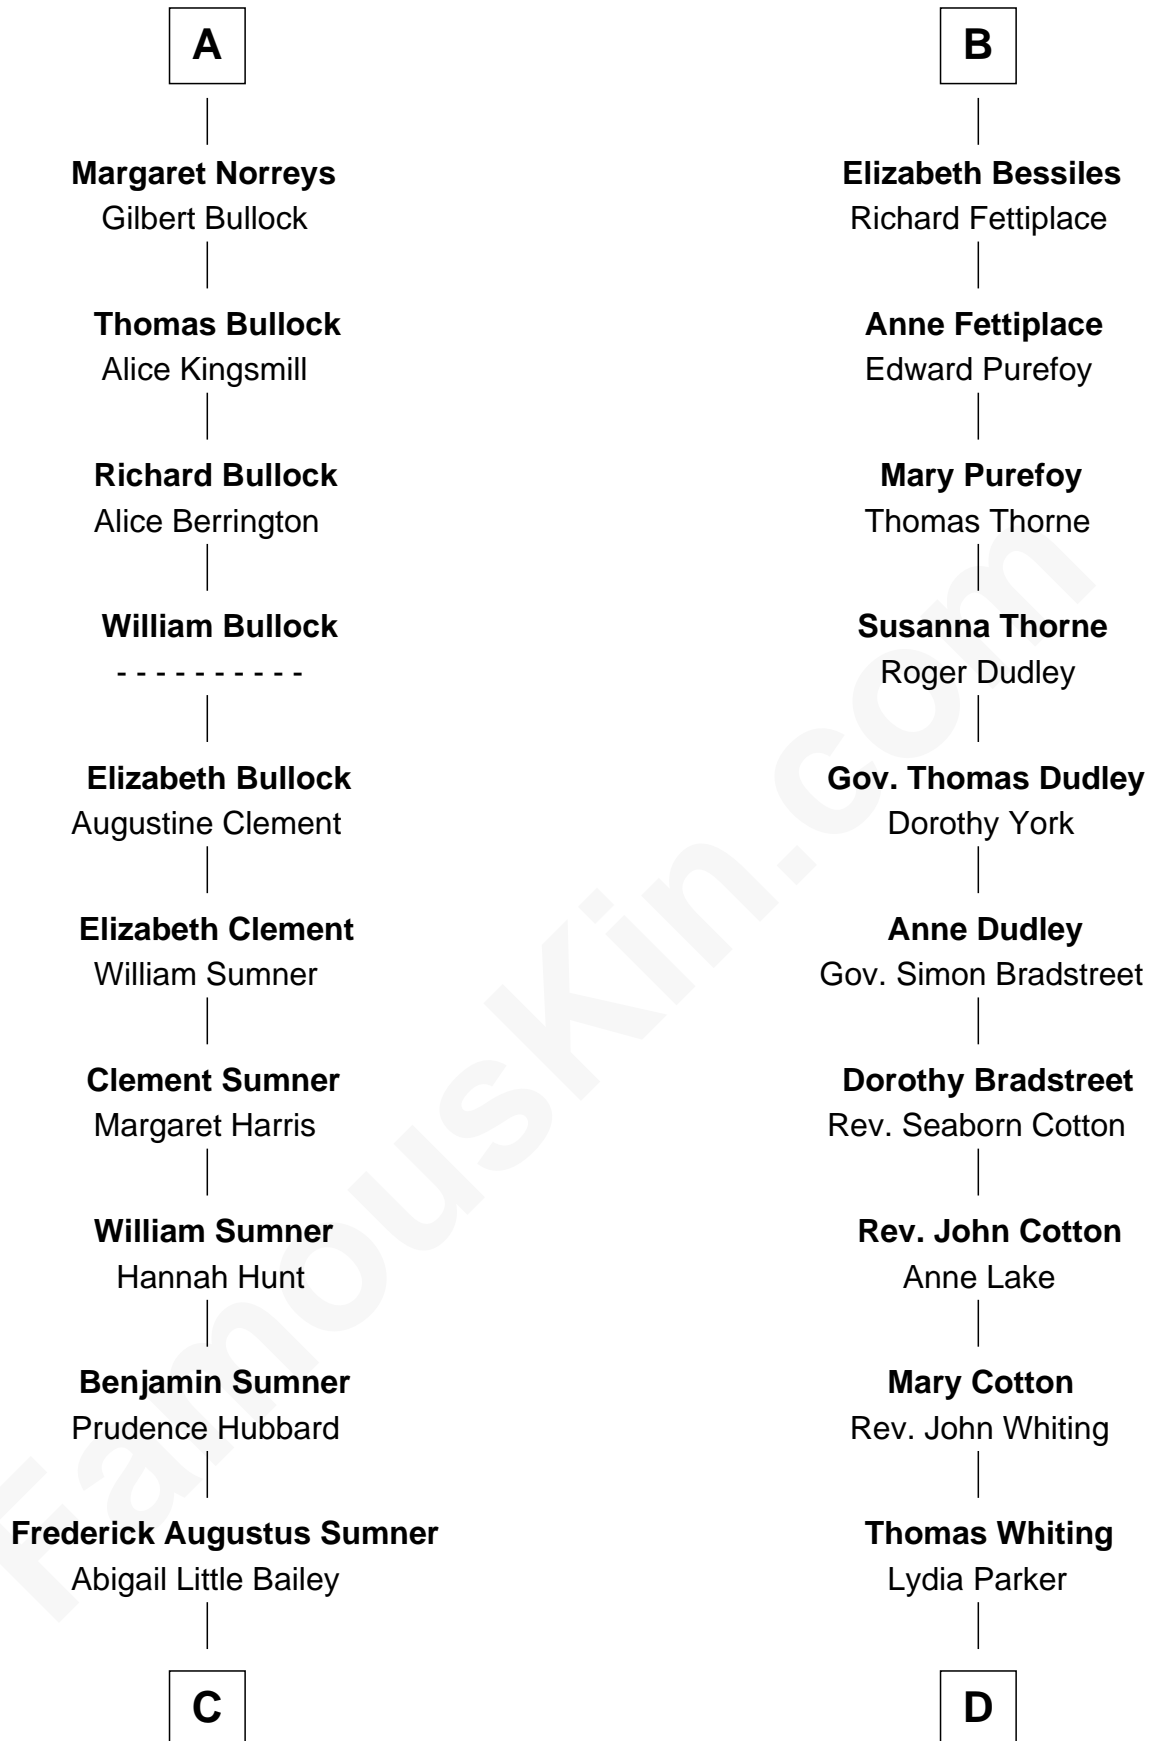 A
Margaret Norreys
Gilbert Bullock
Thomas Bullock
Alice Kingsmill
Richard Bullock
Alice Berrington
William Bullock
- - - - - - - - - -
Elizabeth Bullock
Augustine Clement
Elizabeth Clement
William Sumner
Clement Sumner
Margaret Harris
William Sumner
Hannah Hunt
Benjamin Sumner
Prudence Hubbard
Frederick Augustus Sumner
Abigail Little Bailey
C
B
Elizabeth Bessiles
Richard Fettiplace
Anne Fettiplace
Edward Purefoy
Mary Purefoy
Thomas Thorne
Susanna Thorne
Roger Dudley
Gov. Thomas Dudley
Dorothy York
Anne Dudley
Gov. Simon Bradstreet
Dorothy Bradstreet
Rev. Seaborn Cotton
Rev. John Cotton
Anne Lake
Mary Cotton
Rev. John Whiting
Thomas Whiting
Lydia Parker
D
FamousKin.com